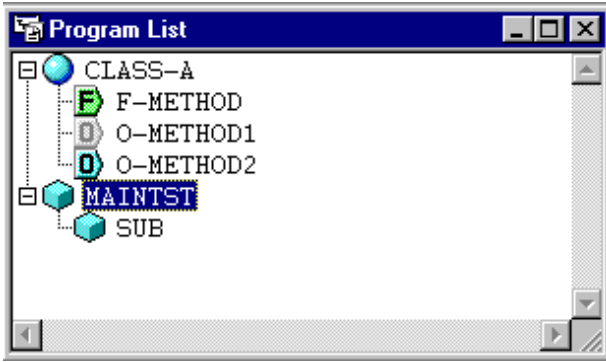 Program List
CLASS-A
F F-METHOD
O O-METHOD1
O O-METHOD2
MAINTST
SUB